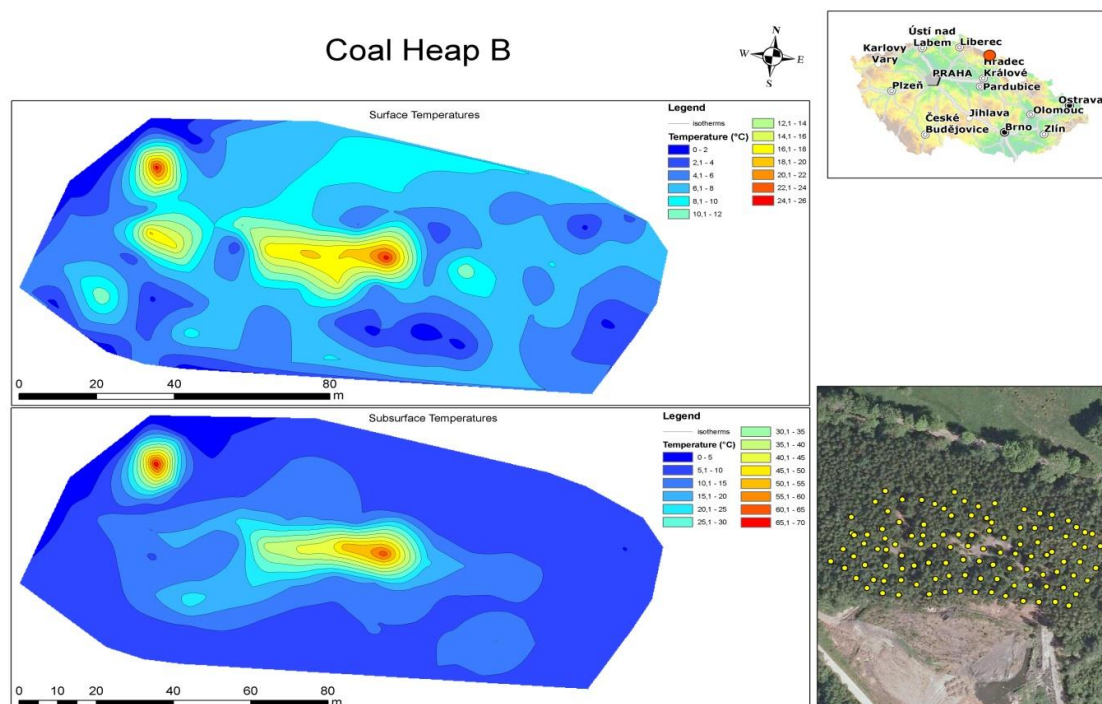 Coal Heap B
N
W
E
S
Surface Temperatures
Legend
isotherms
Temperature (°C)
0 - 2
2,1 - 4
4,1 - 6
6,1 - 8
8,1 - 10
10,1 - 12
12,1 - 14
14,1 - 16
16,1 - 18
18,1 - 20
20,1 - 22
22,1 - 24
24,1 - 26
0 20 40 80
m
Subsurface Temperatures
Legend
isotherms
Temperature (°C)
0 - 5
5,1 - 10
10,1 - 15
15,1 - 20
20,1 - 25
25,1 - 30
30,1 - 35
35,1 - 40
40,1 - 45
45,1 - 50
50,1 - 55
55,1 - 60
60,1 - 65
65,1 - 70
0 10 20 40 60 80
m
Ústí nad
Labem
Liberec
Karlovy
Vary
Hradec
Králové
PRAHA
Pardubice
Plzeň
Ostrava
Olomouc
Jihlava
České
Budějovice
Brno
Zlín